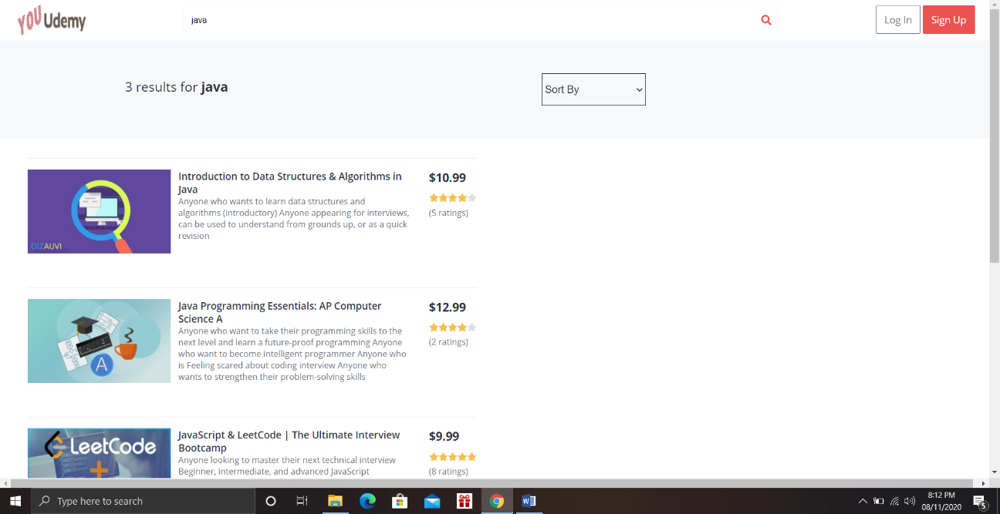 YOU Udemy
java
Log In
Sign Up
3 results for java
Sort By
DIZAUVI
Introduction to Data Structures & Algorithms in
Java
Anyone who wants to learn data structures and
algorithms (introductory) Anyone appearing for interviews,
can be used to understand from grounds up, or as a quick
revision
$10.99
(5 ratings)
A
Java Programming Essentials: AP Computer
Science A
Anyone who want to take their programming skills to the
next level and learn a future-proof programming Anyone
who want to become intelligent programmer Anyone who
is Feeling scared about coding interview Anyone who
wants to strengthen their problem-solving skills
$12.99
(2 ratings)
LeetCode
+
JavaScript & LeetCode | The Ultimate Interview
Bootcamp
Anyone looking to master their next technical interview
Beginner, intermediate, and advanced JavaScript
$9.99
(8 ratings)
Type here to search
8:12 PM
08/11/2020
5